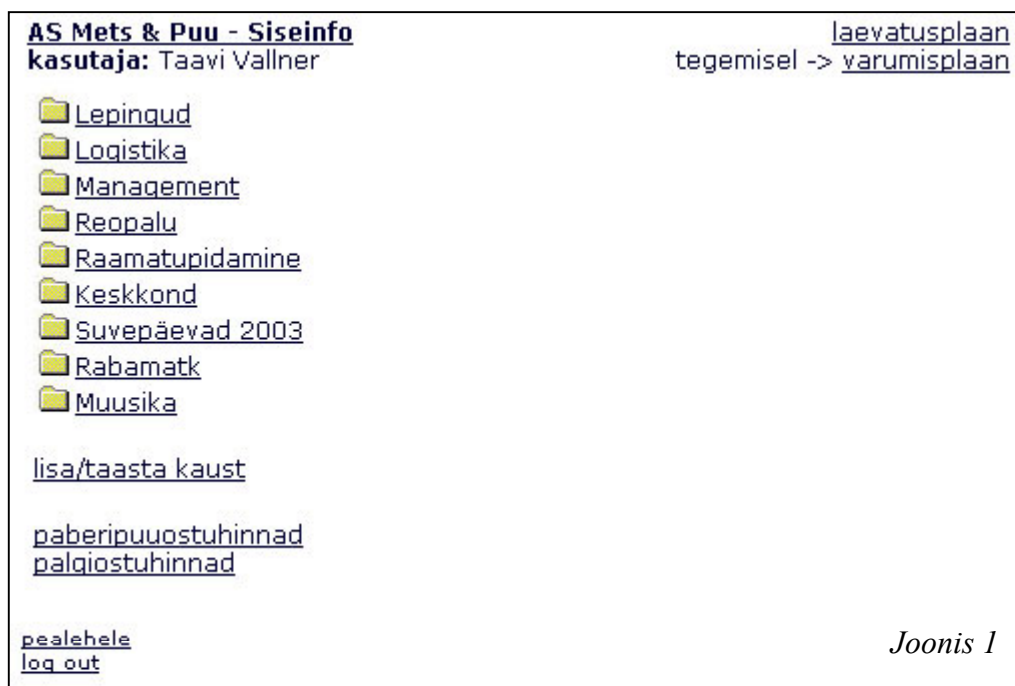 AS Mets & Puu - Siseinfo
kasutaja: Taavi Vallner
laevatusplaan
tegemisel -> varumisplaan
Lepingud
Logistika
Management
Reopalu
Raamatupidamine
Keskkond
Suvepäevad 2003
Rabamatk
Muusika
lisa/taasta kaust
paberipuuostuhinnad
palgiostuhinnad
pealehele
log out
Joonis 1